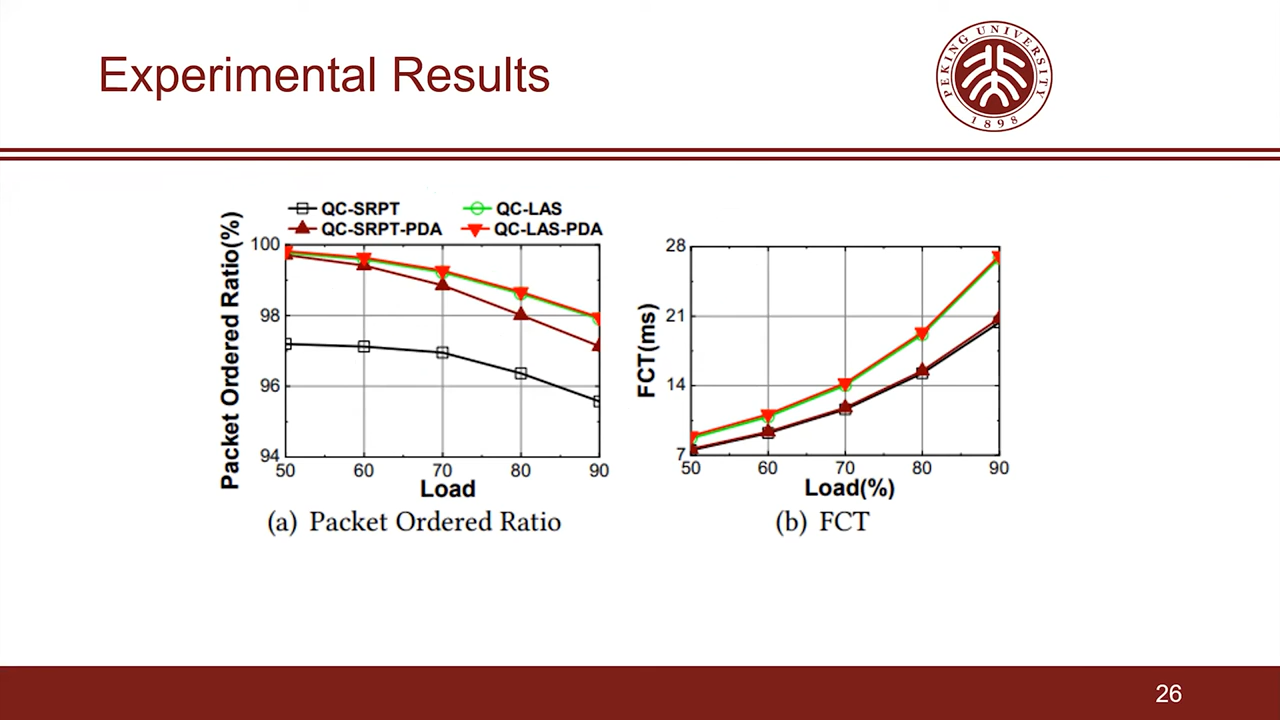 Experimental Results
PEKING UNIVERSITY
1898
QC-SRPT
QC-LAS
QC-SRPT-PDA
QC-LAS-PDA
Packet Ordered Ratio(%)
100
98
96
94
50 60 70 80 90
Load
(a) Packet Ordered Ratio
FCT(ms)
28
21
14
7
50 60 70 80 90
Load(%)
(b) FCT
26